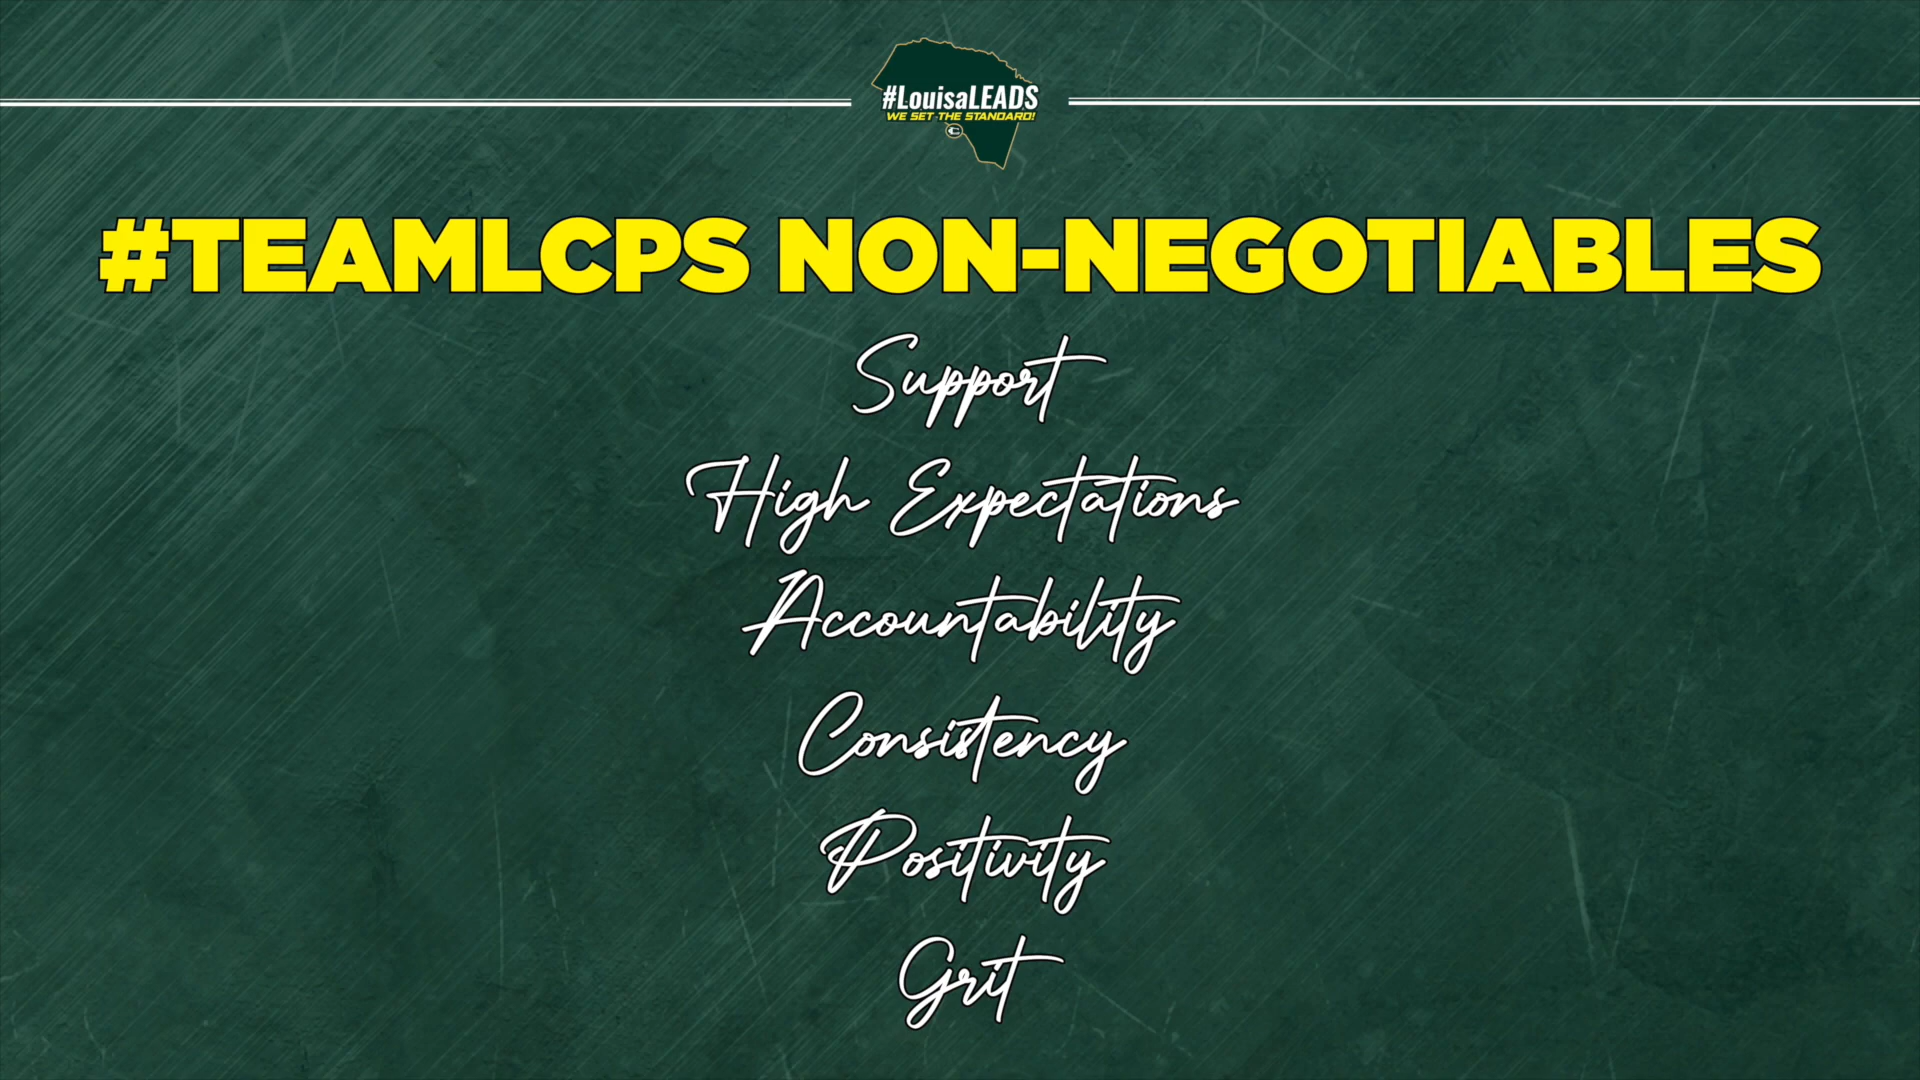 #LouisaLEADS
WE SET THE STANDARD!
#TEAMLCPS NON-NEGOTIABLES
Support
High Expectations
Accountability
Consistency
Positivity
Grit